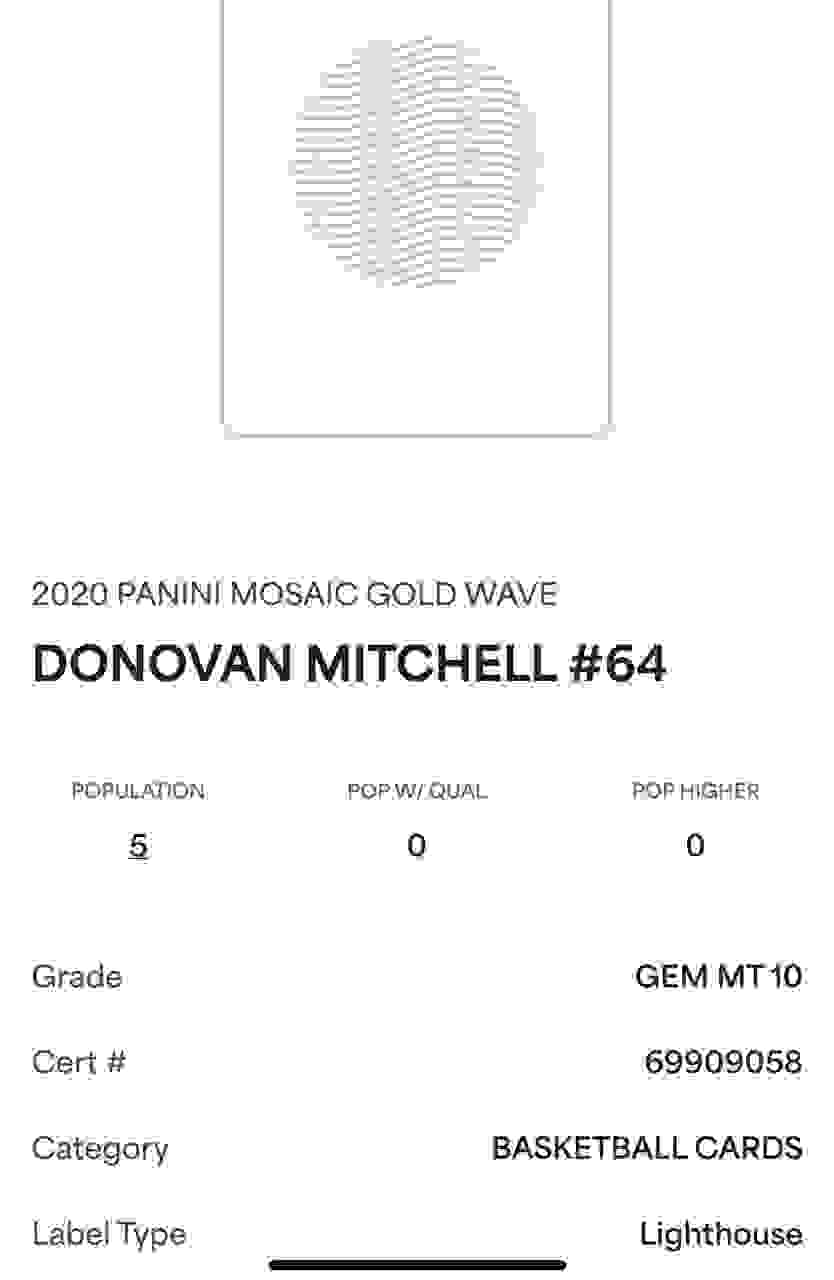 2020 PANINI MOSAIC GOLD WAVE
DONOVAN MITCHELL #64
POPULATION POP W/ QUAL POP HIGHER
5 0 0
Grade GEM MT 10
Cert # 69909058
Category BASKETBALL CARDS
Label Type Lighthouse